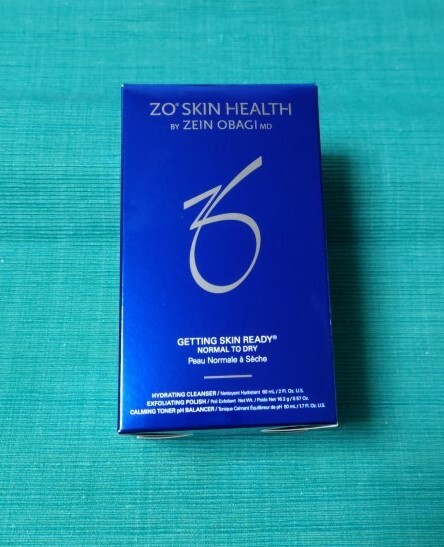 ZO® SKIN HEALTH
BY ZEIN OBAGI MD
ZO
GETTING SKIN READY®
NORMAL TO DRY
Peau Normale à Sèche
HYDRATING CLEANSER / Nettoyant Hydratant 60 mL / 2 Fl. Oz. U.S.
EXFOLIATING POLISH / Poli Exfoliant Net Wt. / Poids Net 16.2 g / 0.57 Oz.
CALMING TONER pH BALANCER / Tonique Calmant Équilibreur de pH 50 mL / 1.7 Fl. Oz. U.S.